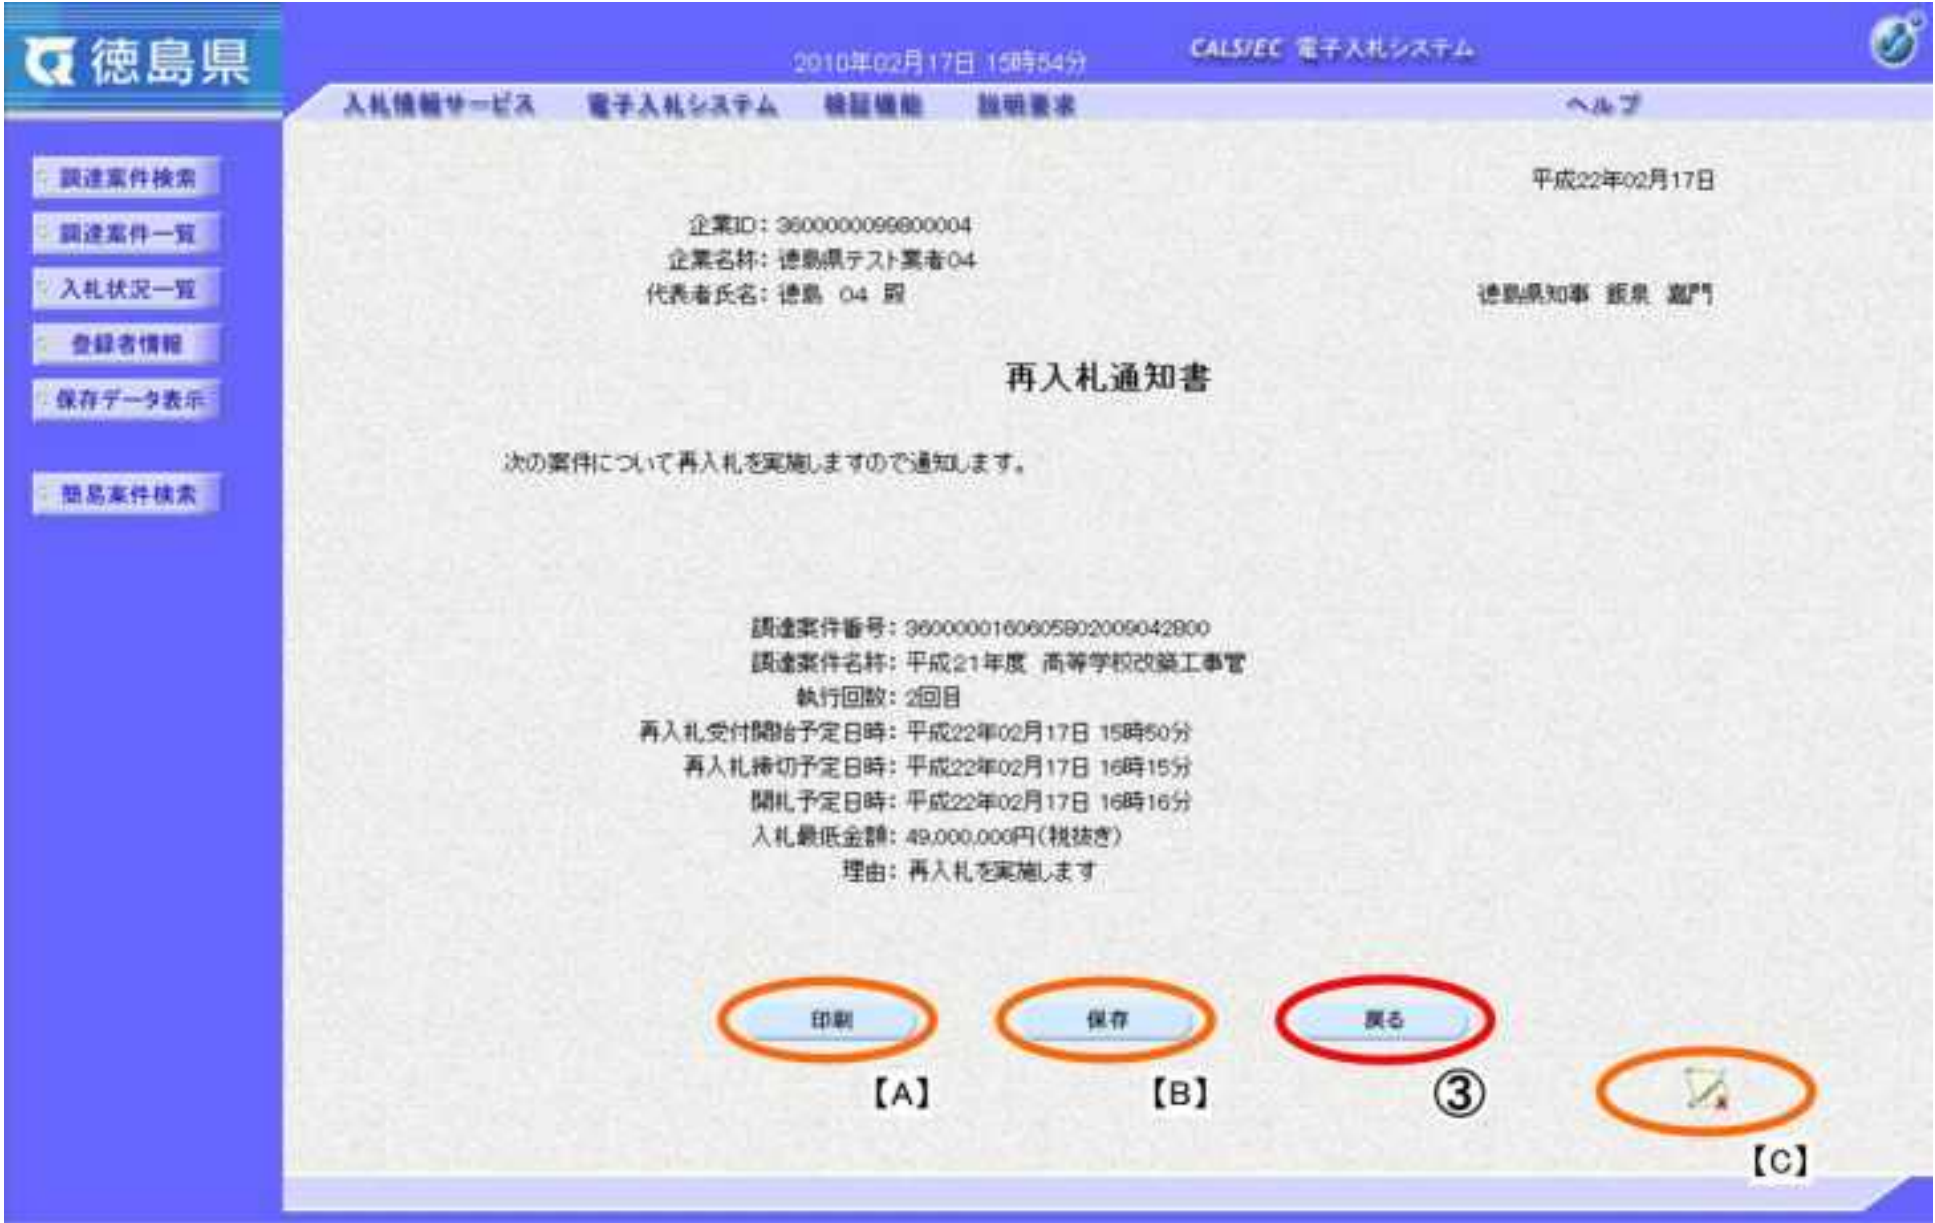 徳島県
2010年02月17日 15時54分
CALS/EC 電子入札システム
入札情報サービス 電子入札システム 検証機能 説明要求 ヘルプ
調達案件検索
調達案件一覧
入札状況一覧
登録者情報
保存データ表示
簡易案件検索
平成22年02月17日
企業ID: 3600000099800004
企業名称: 徳島県テスト業者04
代表者氏名: 徳島 04 殿
徳島県知事 飯泉 嘉門
再入札通知書
次の案件について再入札を実施しますので通知します。
調達案件番号: 3600000160605802009042800
調達案件名称: 平成21年度 高等学校改築工事管
執行回数: 2回目
再入札受付開始予定日時: 平成22年02月17日 15時50分
再入札締切予定日時: 平成22年02月17日 16時15分
開札予定日時: 平成22年02月17日 16時16分
入札最低金額: 49,000,000円(税抜き)
理由: 再入札を実施します
印刷 保存 戻る
【A】 【B】 ③
【C】